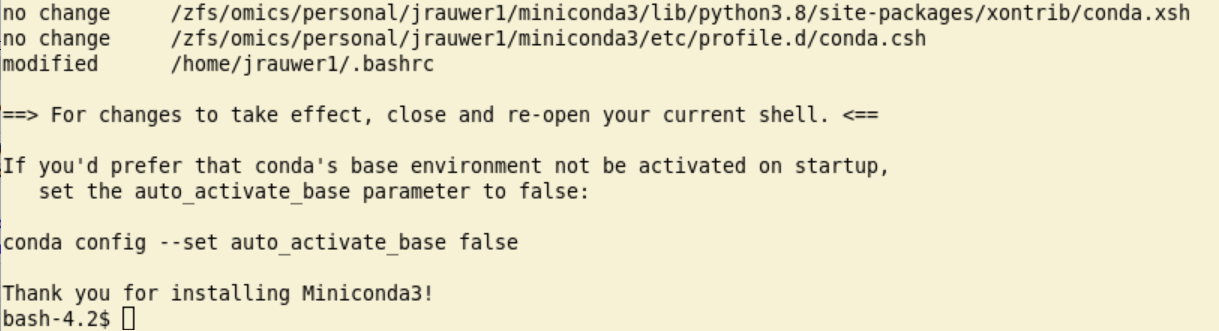 no change     /zfs/omics/personal/jrauwer1/miniconda3/lib/python3.8/site-packages/xontrib/conda.xsh
no change     /zfs/omics/personal/jrauwer1/miniconda3/etc/profile.d/conda.csh
modified      /home/jrauwer1/.bashrc
==> For changes to take effect, close and re-open your current shell. <==
If you'd prefer that conda's base environment not be activated on startup,
   set the auto_activate_base parameter to false:
conda config --set auto_activate_base false
Thank you for installing Miniconda3!
bash-4.2$